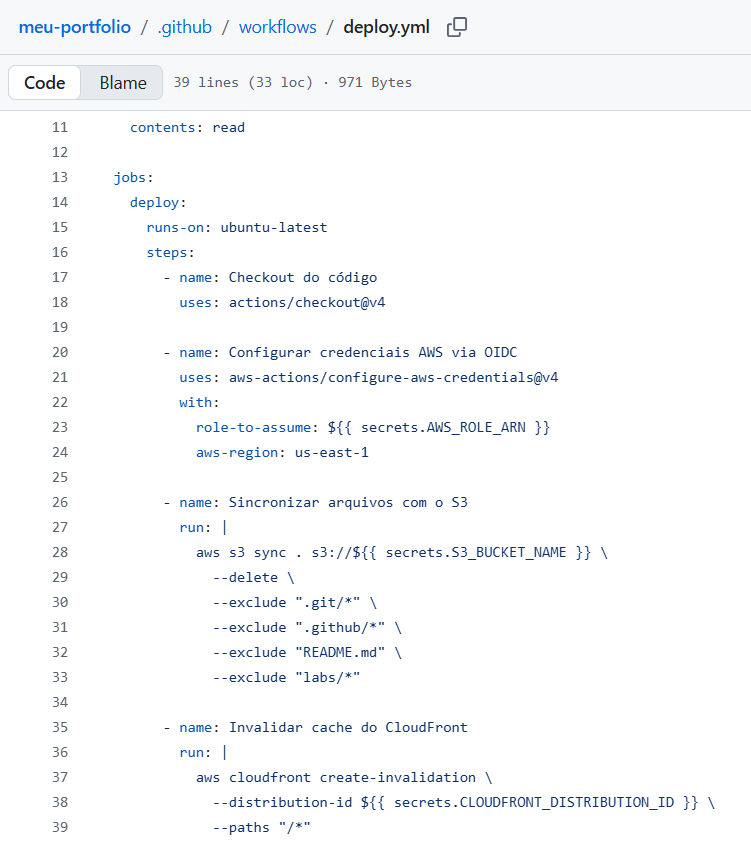 meu-portfolio / .github / workflows / deploy.yml
Code Blame 39 lines (33 loc) · 971 Bytes
11 contents: read
12
13 jobs:
14 deploy:
15 runs-on: ubuntu-latest
16 steps:
17 - name: Checkout do código
18 uses: actions/checkout@v4
19
20 - name: Configurar credenciais AWS via OIDC
21 uses: aws-actions/configure-aws-credentials@v4
22 with:
23 role-to-assume: ${{ secrets.AWS_ROLE_ARN }}
24 aws-region: us-east-1
25
26 - name: Sincronizar arquivos com o S3
27 run: |
28 aws s3 sync . s3://${{ secrets.S3_BUCKET_NAME }} \
29 --delete \
30 --exclude ".git/*" \
31 --exclude ".github/*" \
32 --exclude "README.md" \
33 --exclude "labs/*"
34
35 - name: Invalidar cache do CloudFront
36 run: |
37 aws cloudfront create-invalidation \
38 --distribution-id ${{ secrets.CLOUDFRONT_DISTRIBUTION_ID }} \
39 --paths "/*"